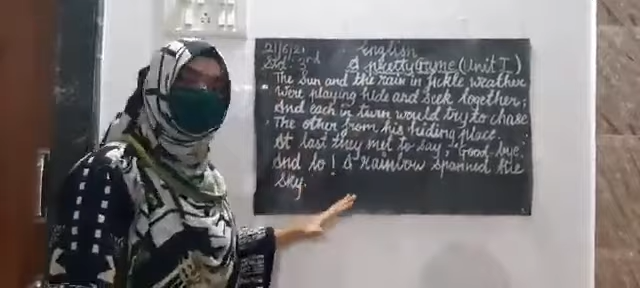 21/6/21 English
Std: 3rd A pretty Game (Unit I)
The Sun and the rain in fickle weather
Were playing hide and seek together;
And each in turn would try to chase
The other from his hiding place.
At last they met to say, "Good-bye,
And lo! A rainbow spanned the
Sky.